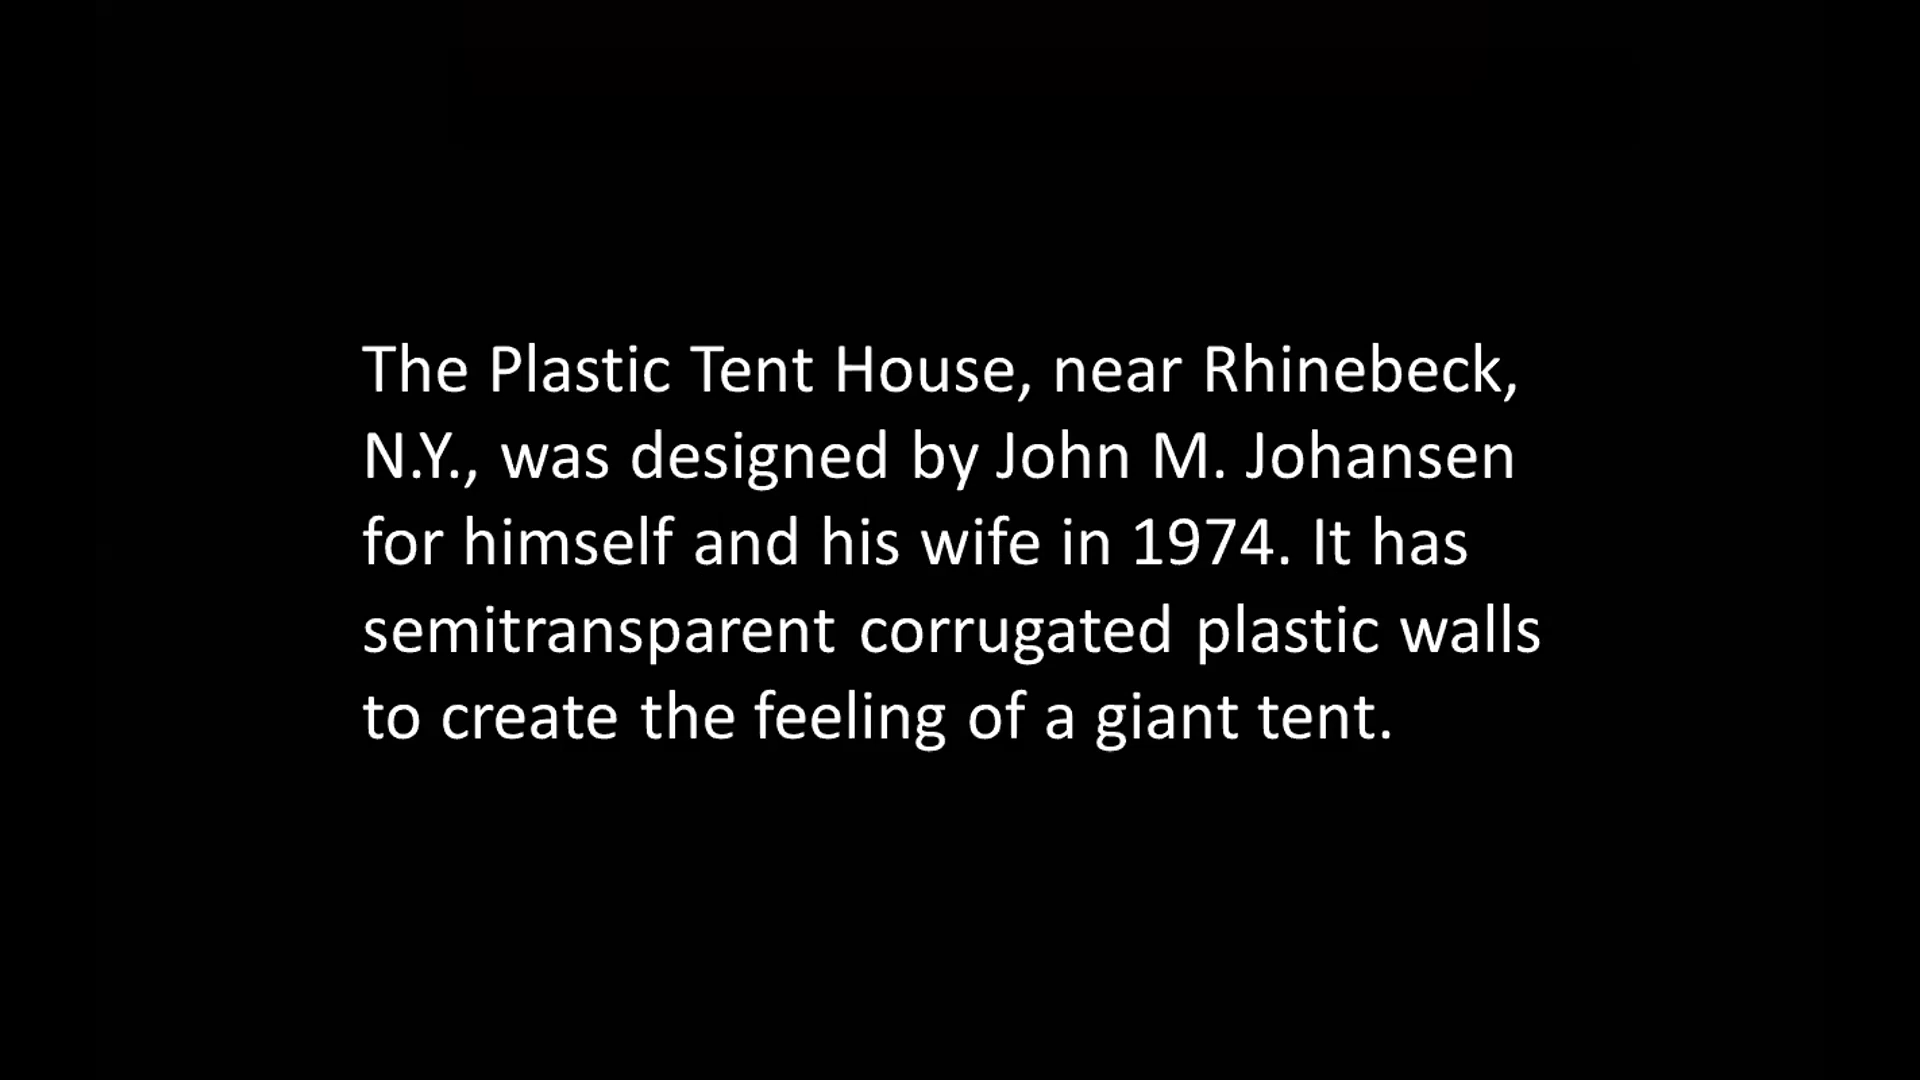 The Plastic Tent House, near Rhinebeck,
N.Y., was designed by John M. Johansen
for himself and his wife in 1974. It has
semitransparent corrugated plastic walls
to create the feeling of a giant tent.